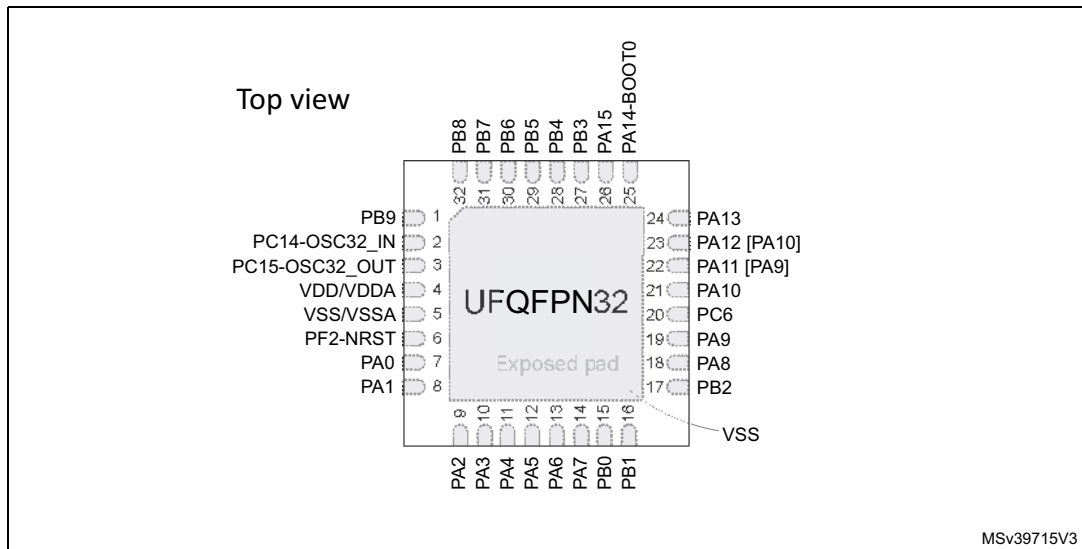 Top view
PB8
PB7
PB6
PB5
PB4
PB3
PA15
PA14-BOOT0
32
31
30
29
28
27
26
25
PB9 1
PC14-OSC32_IN 2
PC15-OSC32_OUT 3
VDD/VDDA 4
VSS/VSSA 5
PF2-NRST 6
PA0 7
PA1 8
UFQFPN32
Exposed pad
24 PA13
23 PA12 [PA10]
22 PA11 [PA9]
21 PA10
20 PC6
19 PA9
18 PA8
17 PB2
VSS
9
10
11
12
13
14
15
16
PA2
PA3
PA4
PA5
PA6
PA7
PB0
PB1
MSv39715V3